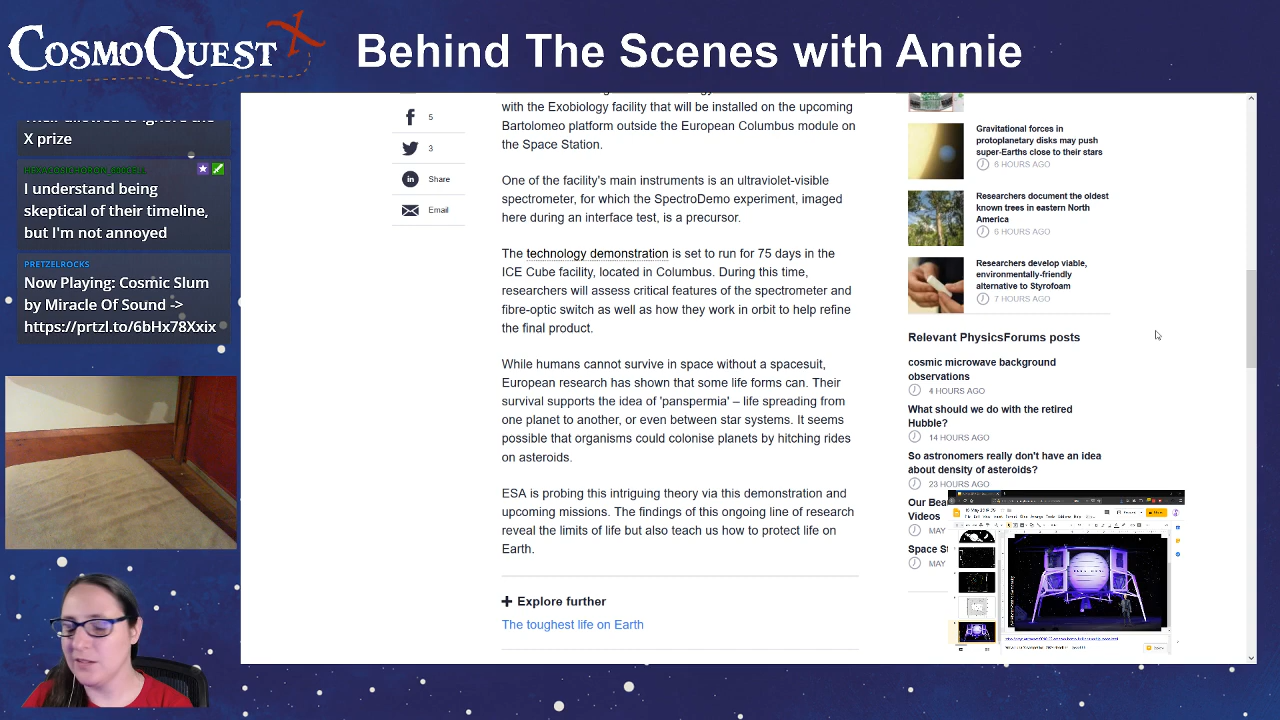 COSMOQUEST X
Behind The Scenes with Annie
X prize
I understand being
skeptical of their timeline,
but I'm not annoyed
PRETZELROCKS
Now Playing: Cosmic Slum
by Miracle Of Sound ->
https://prtzl.to/6bHx78Xxix
5
3
Share
Email
with the Exobiology facility that will be installed on the upcoming
Bartolomeo platform outside the European Columbus module on
the Space Station.
One of the facility's main instruments is an ultraviolet-visible
spectrometer, for which the SpectroDemo experiment, imaged
here during an interface test, is a precursor.
The technology demonstration is set to run for 75 days in the
ICE Cube facility, located in Columbus. During this time,
researchers will assess critical features of the spectrometer and
fibre-optic switch as well as how they work in orbit to help refine
the final product.
While humans cannot survive in space without a spacesuit,
European research has shown that some life forms can. Their
survival supports the idea of 'panspermia' – life spreading from
one planet to another, or even between star systems. It seems
possible that organisms could colonise planets by hitching rides
on asteroids.
ESA is probing this intriguing theory via this demonstration and
upcoming missions. The findings of this ongoing line of research
reveal the limits of life but also teach us how to protect life on
Earth.
+ Explore further
The toughest life on Earth
Gravitational forces in
protoplanetary disks may push
super-Earths close to their stars
6 HOURS AGO
Researchers document the oldest
known trees in eastern North
America
6 HOURS AGO
Researchers develop viable,
environmentally-friendly
alternative to Styrofoam
7 HOURS AGO
Relevant PhysicsForums posts
cosmic microwave background
observations
4 HOURS AGO
What should we do with the retired
Hubble?
14 HOURS AGO
So astronomers really don't have an idea
about density of asteroids?
23 HOURS AGO
Our Bea
Videos
MAY
Space St
MAY